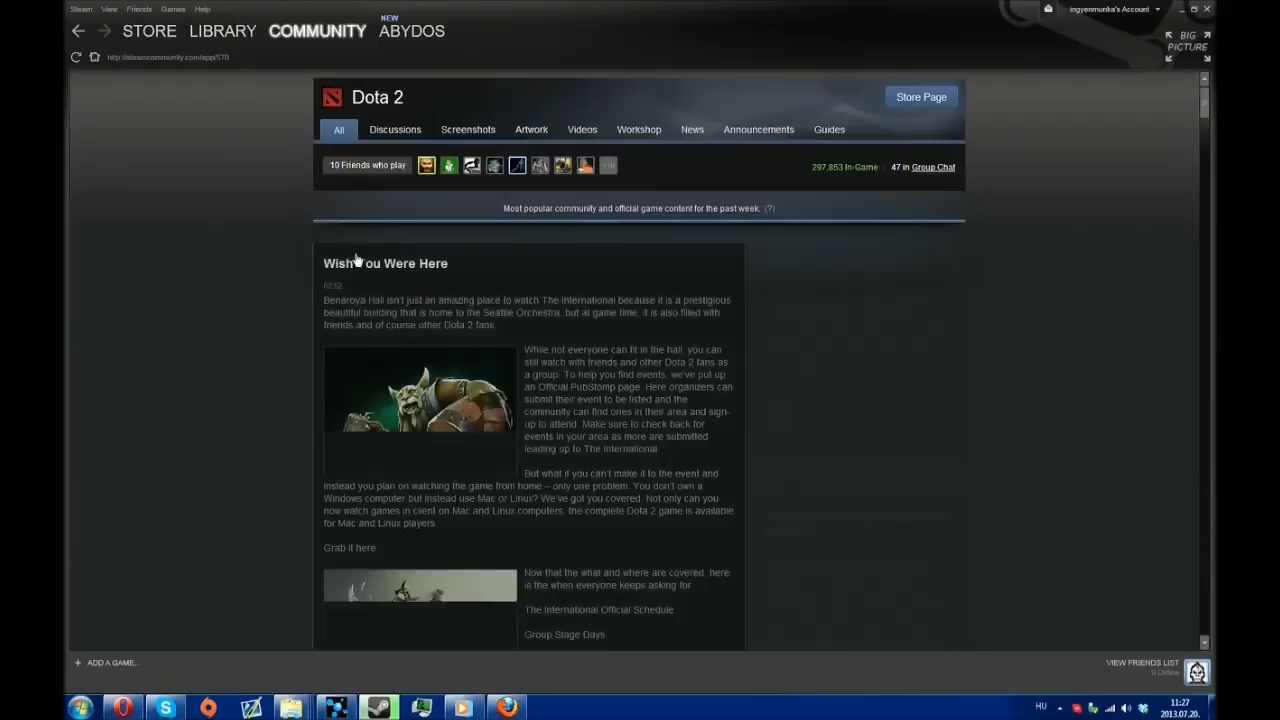 Steam View Friends Games Help
ingyenmunka's Account
NEW
STORE LIBRARY COMMUNITY ABYDOS
BIG
PICTURE
http://steamcommunity.com/app/570
Dota 2
Store Page
All Discussions Screenshots Artwork Videos Workshop News Announcements Guides
10 Friends who play
297,853 In-Game 47 in Group Chat
Most popular community and official game content for the past week. (?)
Wish You Were Here
02:52
Benaroya Hall isn't just an amazing place to watch The International because it is a prestigious
beautiful building that is home to the Seattle Orchestra, but at game time, it is also filled with
friends and of course other Dota 2 fans.
While not everyone can fit in the hall, you can
still watch with friends and other Dota 2 fans as
a group. To help you find events, we've put up
an Official PubStomp page. Here organizers can
submit their event to be listed and the
community can find ones in their area and sign-
up to attend. Make sure to check back for
events in your area as more are submitted
leading up to The International
But what if you can't make it to the event and
instead you plan on watching the game from home – only one problem. You don't own a
Windows computer but instead use Mac or Linux? We've got you covered. Not only can you
now watch games in client on Mac and Linux computers, the complete Dota 2 game is available
for Mac and Linux players.
Grab it here
Now that the what and where are covered, here
is the when everyone keeps asking for
The International Official Schedule
Group Stage Days
+ ADD A GAME...
VIEW FRIENDS LIST
9 Online
HU
11:27
2013.07.20.